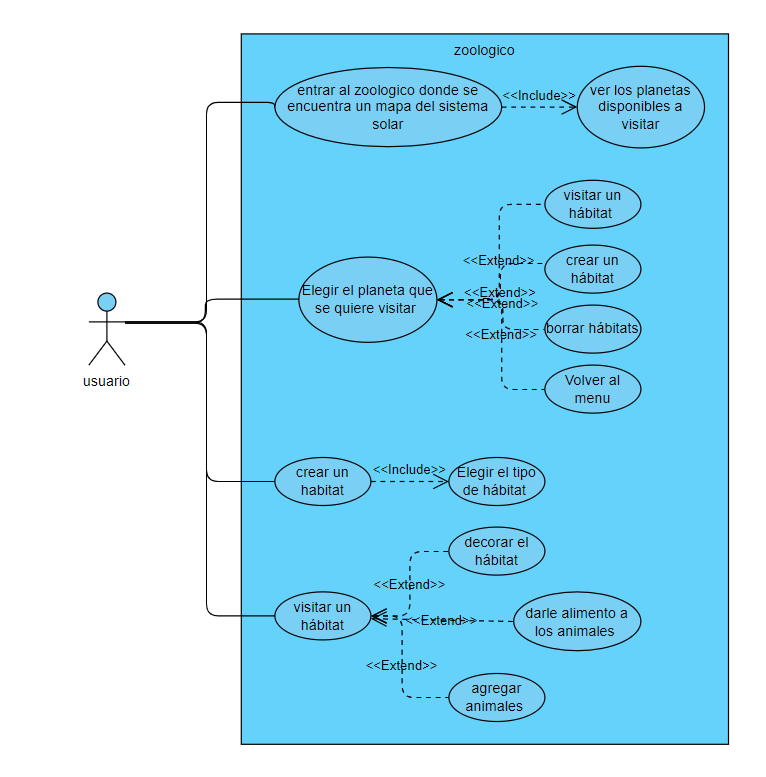 zoologico
entrar al zoologico donde se
encuentra un mapa del sistema
solar
<<Include>>
ver los planetas
disponibles a
visitar
visitar un
hábitat
<<Extend>>
crear un
hábitat
Elegir el planeta que
se quiere visitar
<<Extend>>
<<Extend>>
borrar hábitats
<<Extend>>
Volver al
menu
usuario
crear un
habitat
<<Include>>
Elegir el tipo
de hábitat
decorar el
hábitat
<<Extend>>
visitar un
hábitat
<<Extend>>
darle alimento a
los animales
<<Extend>>
agregar
animales